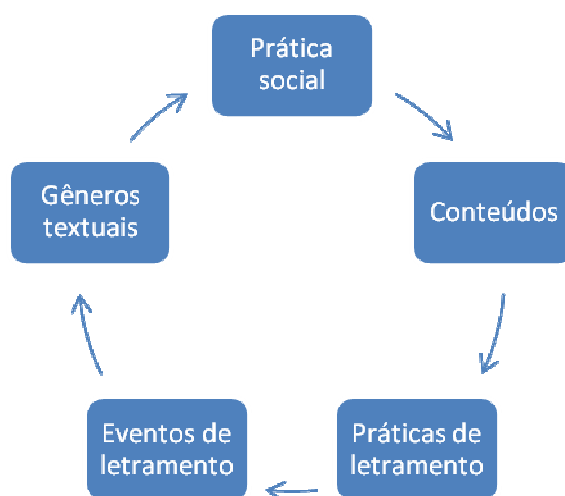 Prática
social
Conteúdos
Práticas de
letramento
Eventos de
letramento
Gêneros
textuais